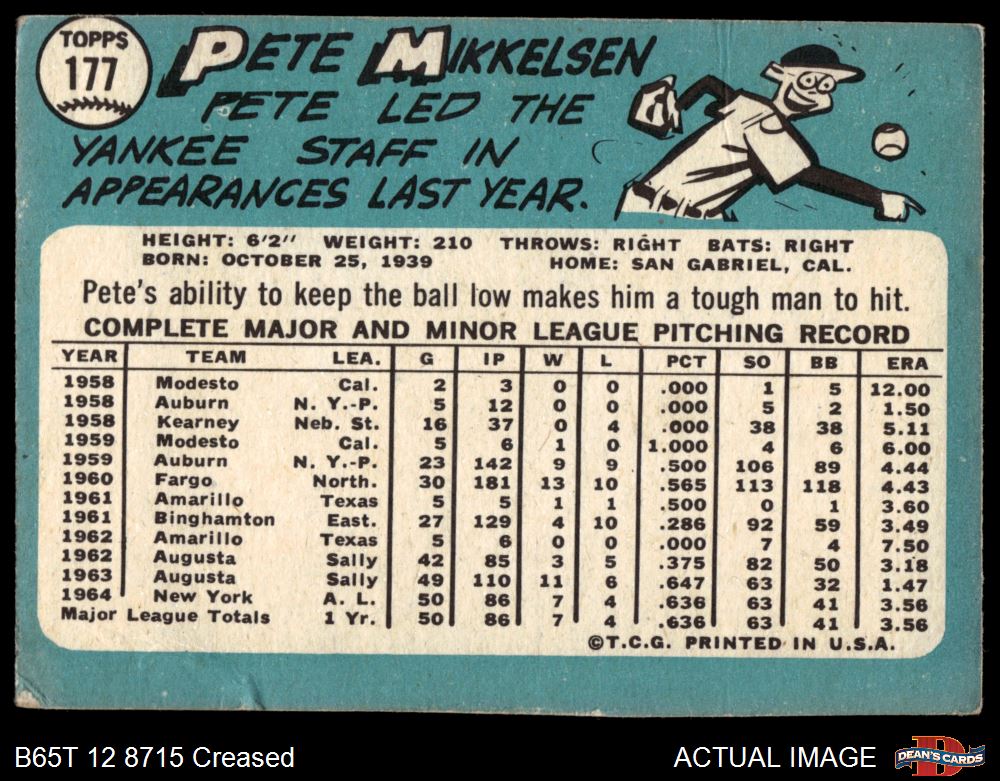 TOPPS
177
PETE MIKKELSEN
PETE LED THE
YANKEE STAFF IN
APPEARANCES LAST YEAR.
HEIGHT: 6'2" WEIGHT: 210 THROWS: RIGHT BATS: RIGHT
BORN: OCTOBER 25, 1939 HOME: SAN GABRIEL, CAL.
Pete's ability to keep the ball low makes him a tough man to hit.
COMPLETE MAJOR AND MINOR LEAGUE PITCHING RECORD
YEAR TEAM LEA. G IP W L PCT SO BB ERA
1958 Modesto Cal. 2 3 0 0 .000 1 5 12.00
1958 Auburn N. Y.-P. 5 12 0 0 .000 5 2 1.50
1958 Kearney Neb. St. 16 37 0 4 .000 38 38 5.11
1959 Modesto Cal. 5 6 1 0 1.000 4 6 6.00
1959 Auburn N. Y.-P. 23 142 9 9 .500 106 89 4.44
1960 Fargo North. 30 181 13 10 .565 113 118 4.43
1961 Amarillo Texas 5 5 1 1 .500 0 1 3.60
1961 Binghamton East. 27 129 4 10 .286 92 59 3.49
1962 Amarillo Texas 5 6 0 0 .000 7 4 7.50
1962 Augusta Sally 42 85 3 5 .375 82 50 3.18
1963 Augusta Sally 49 110 11 6 .647 63 32 1.47
1964 New York A. L. 50 86 7 4 .636 63 41 3.56
Major League Totals 1 Yr. 50 86 7 4 .636 63 41 3.56
©T.C.G. PRINTED IN U.S.A.
B65T 12 8715 Creased
ACTUAL IMAGE
D
DEAN'S CARDS